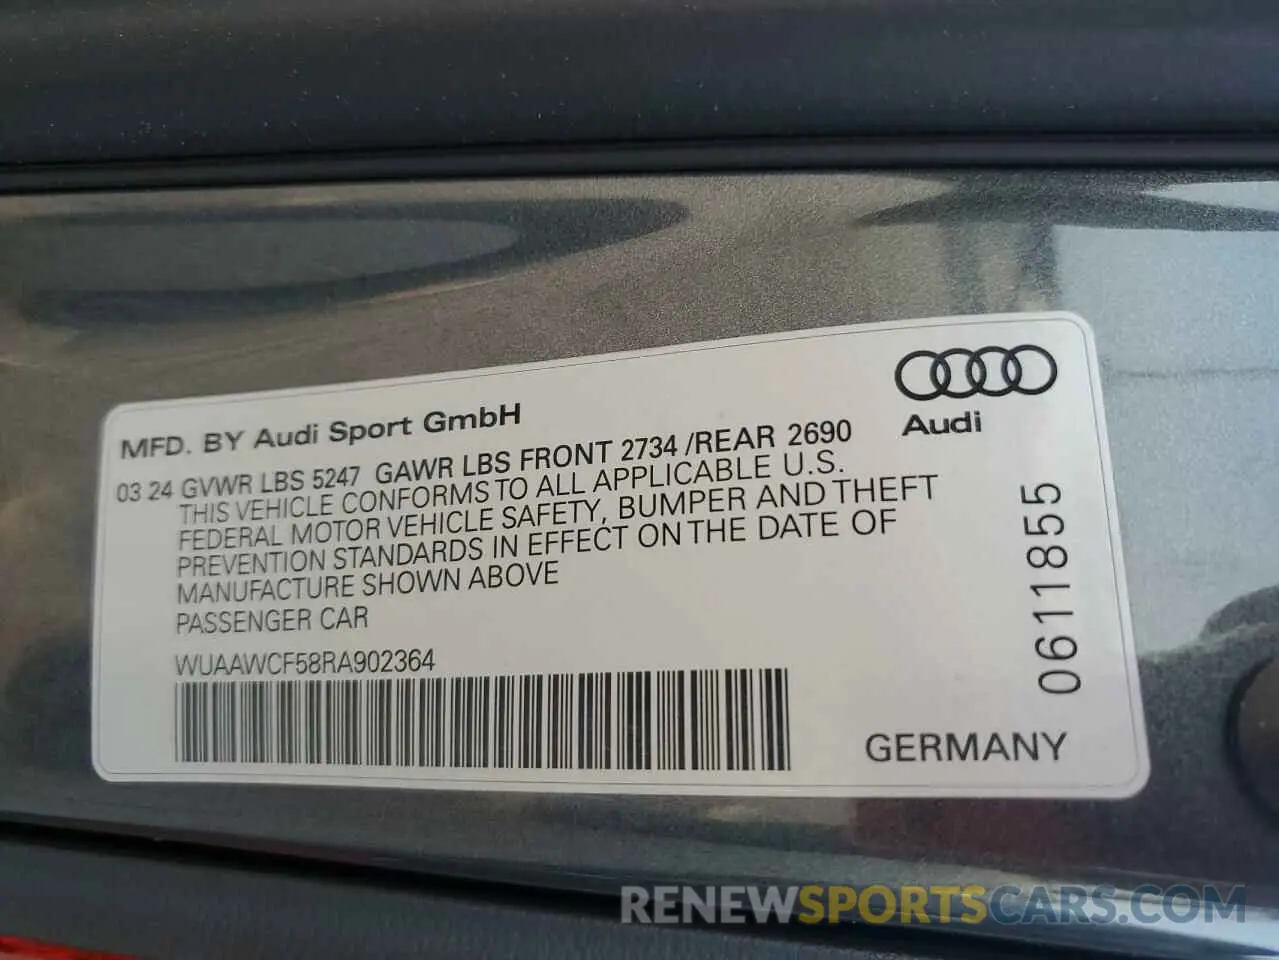 MFD. BY Audi Sport GmbH
Audi
03 24 GVWR LBS 5247 GAWR LBS FRONT 2734 /REAR 2690
THIS VEHICLE CONFORMS TO ALL APPLICABLE U.S.
FEDERAL MOTOR VEHICLE SAFETY, BUMPER AND THEFT
PREVENTION STANDARDS IN EFFECT ON THE DATE OF
MANUFACTURE SHOWN ABOVE
PASSENGER CAR
WUAAWCF58RA902364
0611855
GERMANY
RENEWSPORTSCARS.COM